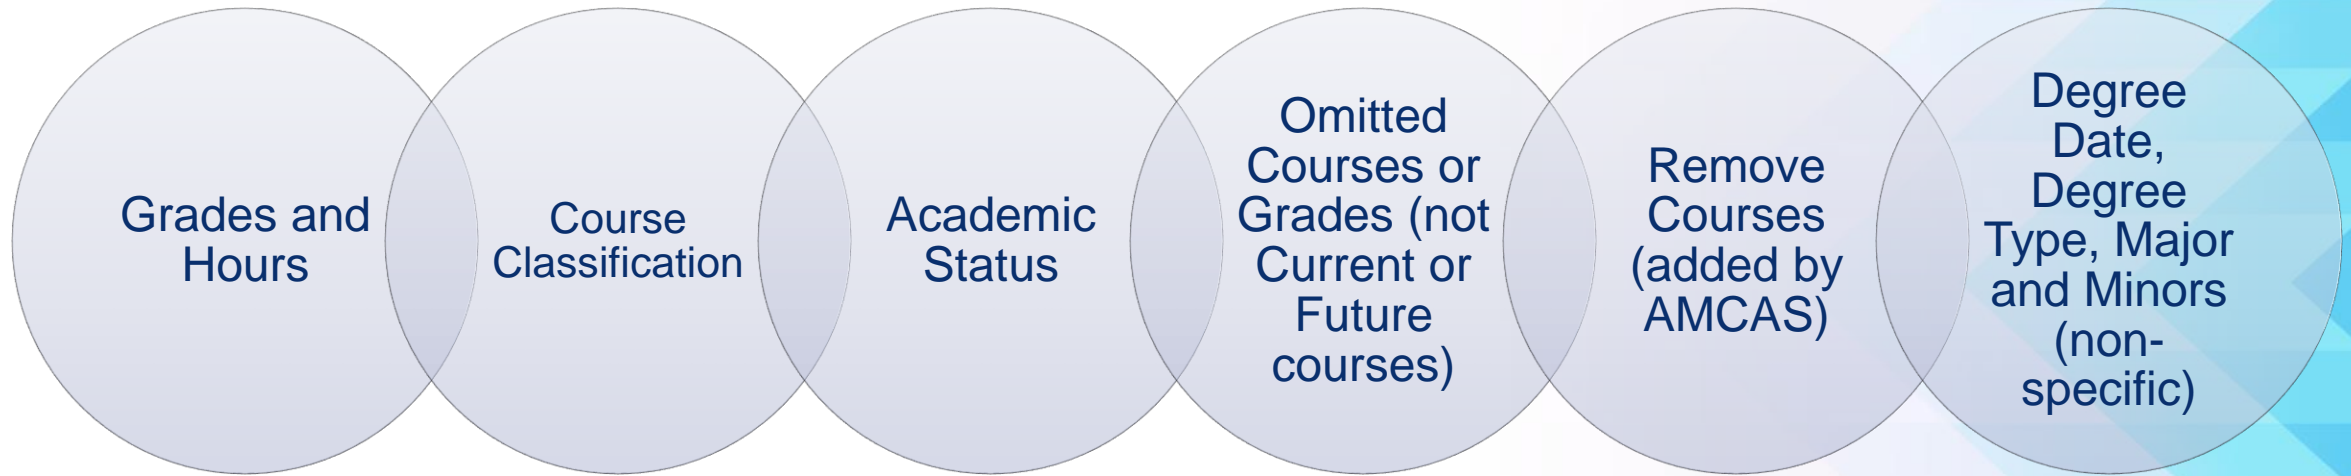 Grades and
Hours
Course
Classification
Academic
Status
Omitted
Courses or
Grades (not
Current or
Future
courses)
Remove
Courses
(added by
AMCAS)
Degree
Date,
Degree
Type, Major
and Minors
(non-
specific)